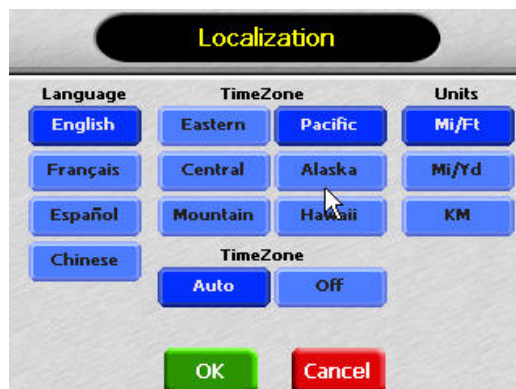 Localization
Language TimeZone Units
English Eastern Pacific Mi/Ft
Français Central Alaska Mi/Yd
Español Mountain Hawaii KM
Chinese TimeZone
Auto Off
OK Cancel